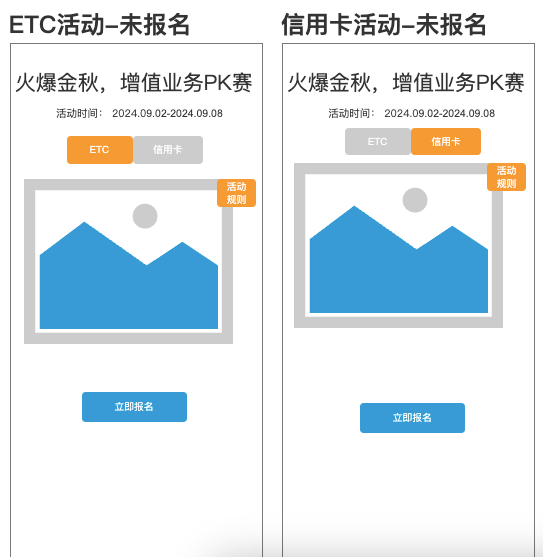 ETC活动–未报名
火爆金秋，增值业务PK赛
活动时间： 2024.09.02-2024.09.08
ETC
信用卡
活动
规则
立即报名
信用卡活动–未报名
火爆金秋，增值业务PK赛
活动时间： 2024.09.02-2024.09.08
ETC
信用卡
活动
规则
立即报名